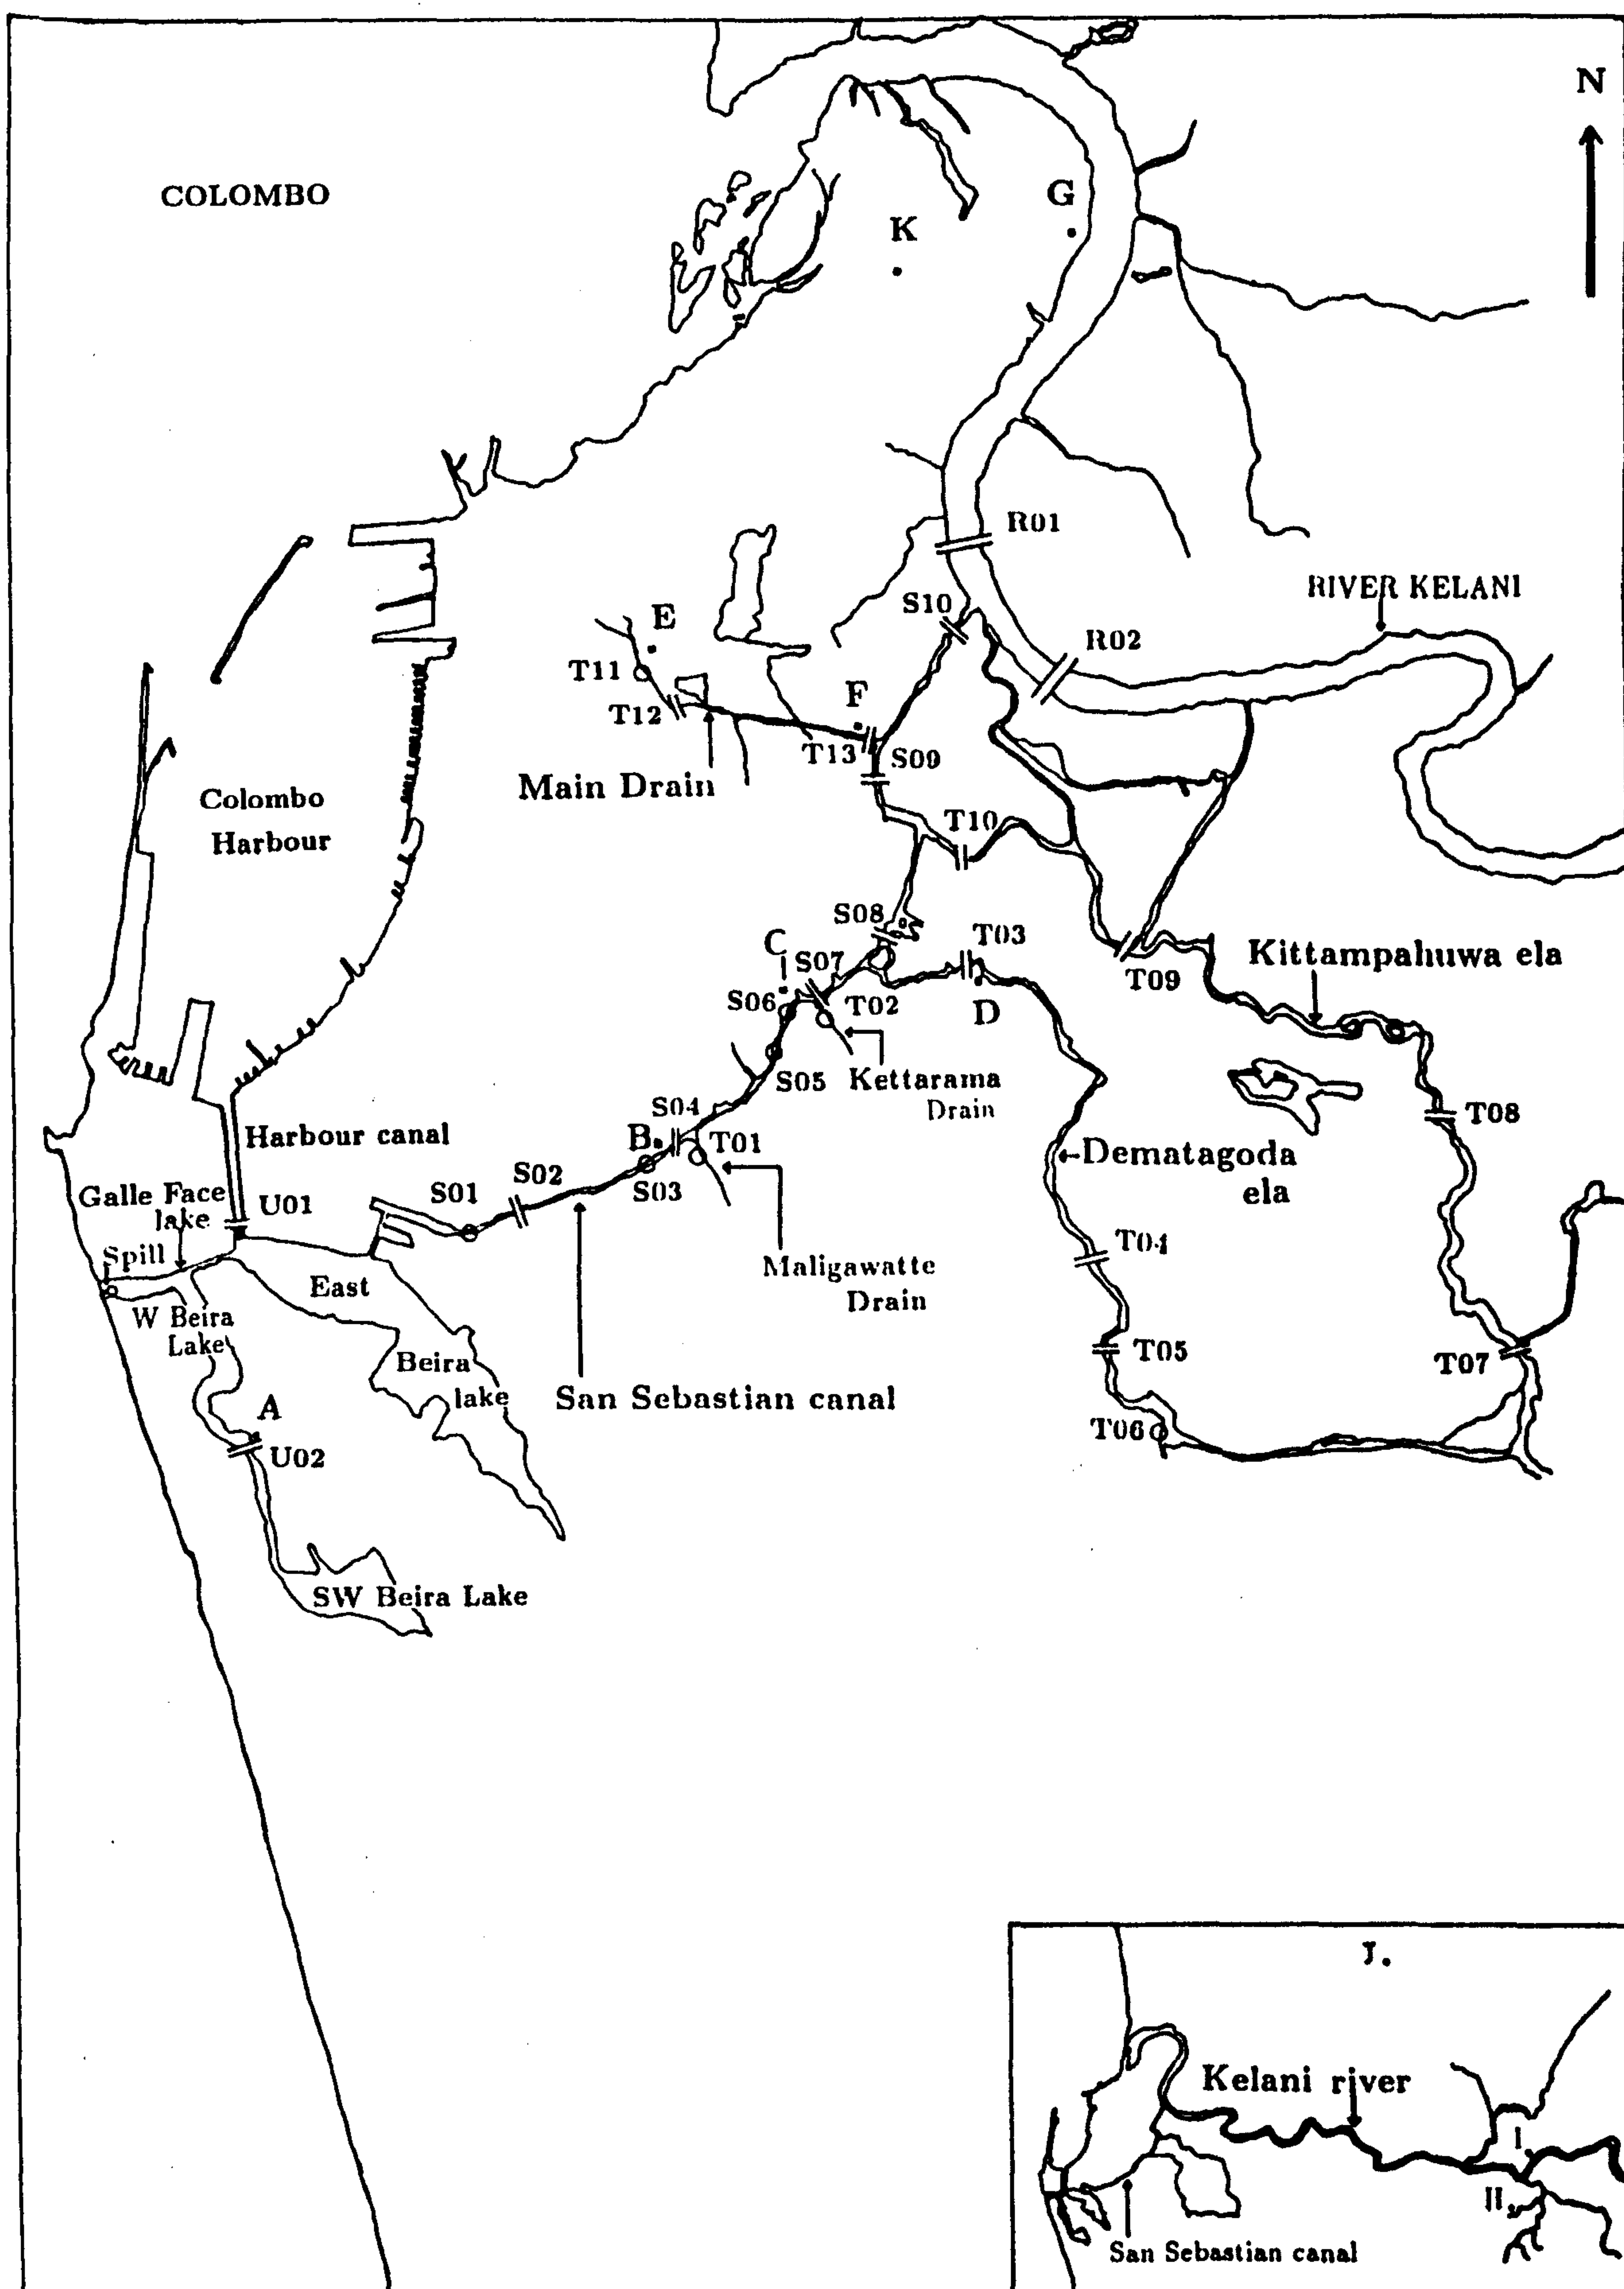 N
COLOMBO
G
K
R01
RIVER KELANI
S10
R02
E
T11
T12
F
T13
S09
Main Drain
Colombo
Harbour
T10
S08
T03
C
S07
Kittampahuwa ela
T09
S06
T02
D
S05
Kettarama
Drain
S04
T08
Harbour canal
B
T01
Dematagoda
ela
S02
S03
Galle Face
lake
U01
S01
T04
Spill
Maligawatte
Drain
East
W Beira
Lake
T05
T07
Beira
lake
San Sebastian canal
A
T06
U02
SW Beira Lake
J.
Kelani river
I.
H.
San Sebastian canal